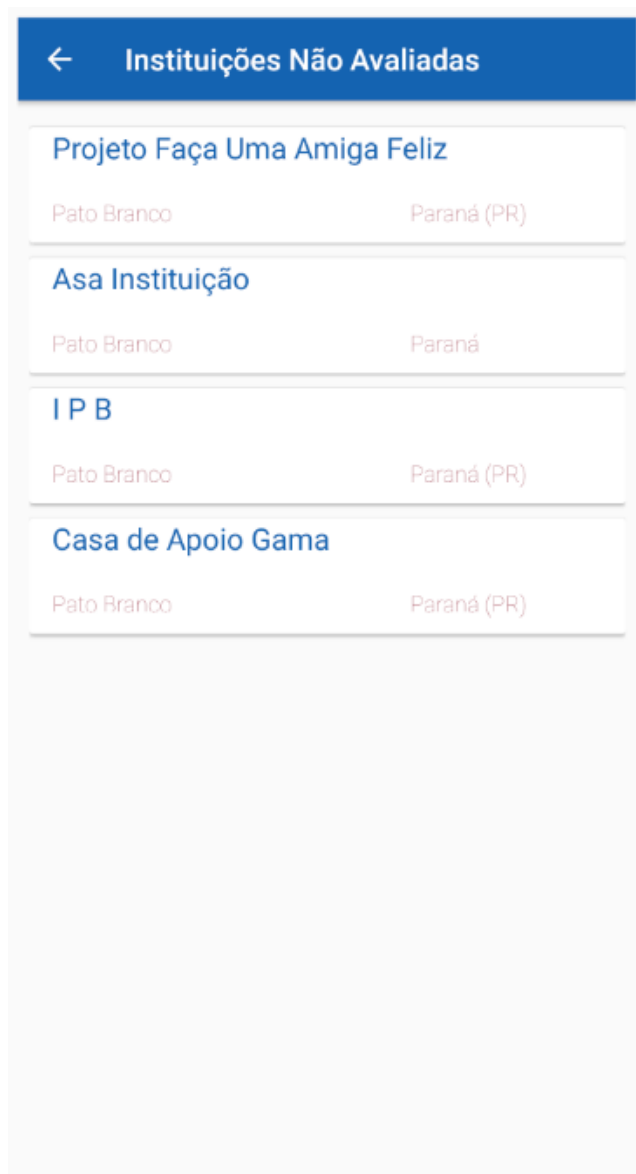 Instituições Não Avaliadas
Projeto Faça Uma Amiga Feliz
Pato Branco Paraná (PR)
Asa Instituição
Pato Branco Paraná
I P B
Pato Branco Paraná (PR)
Casa de Apoio Gama
Pato Branco Paraná (PR)